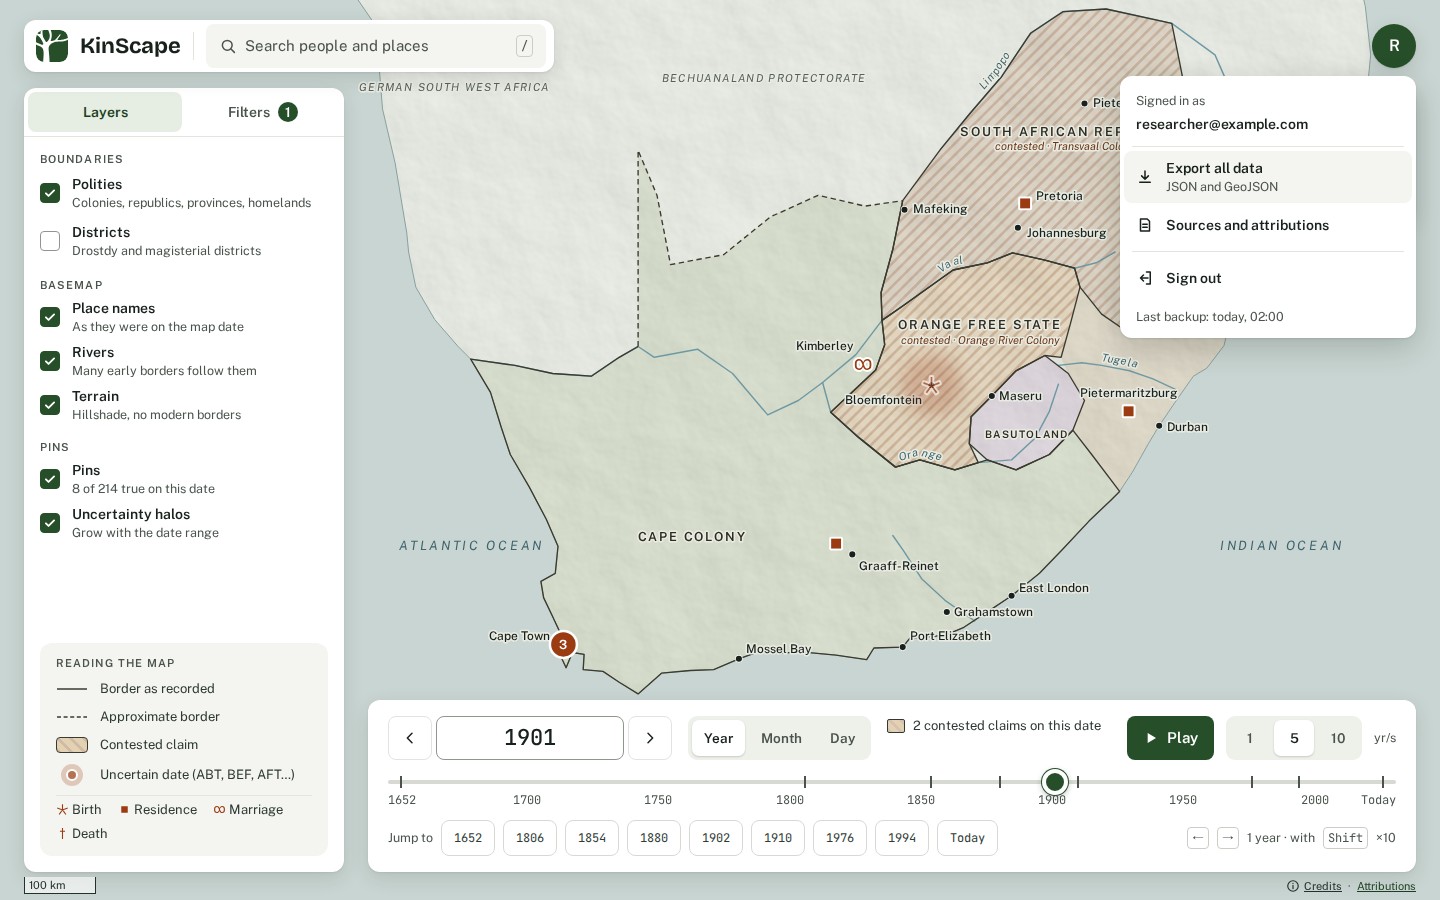 KinScape
Search people and places
/
R
Layers
Filters 1
BOUNDARIES
Polities
Colonies, republics, provinces, homelands
Districts
Drostdy and magisterial districts
BASEMAP
Place names
As they were on the map date
Rivers
Many early borders follow them
Terrain
Hillshade, no modern borders
PINS
Pins
8 of 214 true on this date
Uncertainty halos
Grow with the date range
READING THE MAP
Border as recorded
Approximate border
Contested claim
Uncertain date (ABT, BEF, AFT…)
Birth
Residence
Marriage
Death
100 km
GERMAN SOUTH WEST AFRICA
BECHUANALAND PROTECTORATE
Limpopo
Piete
SOUTH AFRICAN REP
contested · Transvaal Colo
Mafeking
Pretoria
Johannesburg
Vaal
ORANGE FREE STATE
contested · Orange River Colony
Kimberley
Bloemfontein
Maseru
Tugela
Pietermaritzburg
BASUTOLAND
Durban
Orange
CAPE COLONY
Graaff-Reinet
ATLANTIC OCEAN
INDIAN OCEAN
East London
Grahamstown
Port Elizabeth
Cape Town
3
Mossel Bay
Signed in as
researcher@example.com
Export all data
JSON and GeoJSON
Sources and attributions
Sign out
Last backup: today, 02:00
1901
Year
Month
Day
2 contested claims on this date
Play
1
5
10
yr/s
1652
1700
1750
1800
1850
1900
1950
2000
Today
Jump to
1652
1806
1854
1880
1902
1910
1976
1994
Today
← → 1 year · with Shift ×10
Credits · Attributions